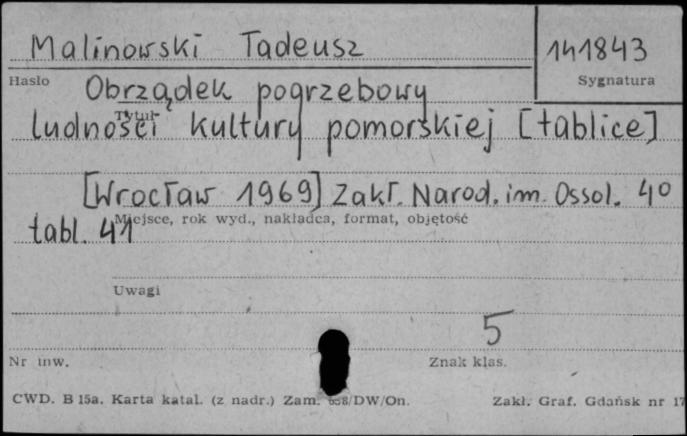 Malinowski Tadeusz
141843
Hasło
Sygnatura
Obrządek pogrzebowy
Tytuł
ludności kultury pomorskiej [tablice]
[Wrocław 1969] Zakł. Narod. im. Ossol. 4º
Miejsce, rok wyd., nakładca, format, objętość
tabl. 41
Uwagi
5
Nr inw.
Znak klas.
CWD. B 15a. Karta katal. (z nadr.) Zam. /DW/On.
Zakł. Graf. Gdańsk nr 17